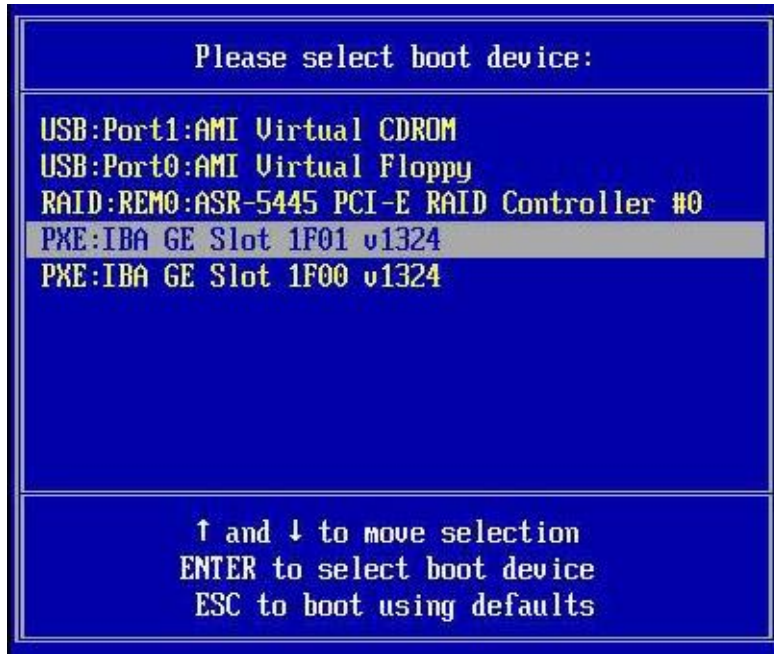 Please select boot device:
USB:Port1:AMI Virtual CDROM
USB:Port0:AMI Virtual Floppy
RAID:REM0:ASR-5445 PCI-E RAID Controller #0
PXE:IBA GE Slot 1F01 v1324
PXE:IBA GE Slot 1F00 v1324
↑ and ↓ to move selection
ENTER to select boot device
ESC to boot using defaults